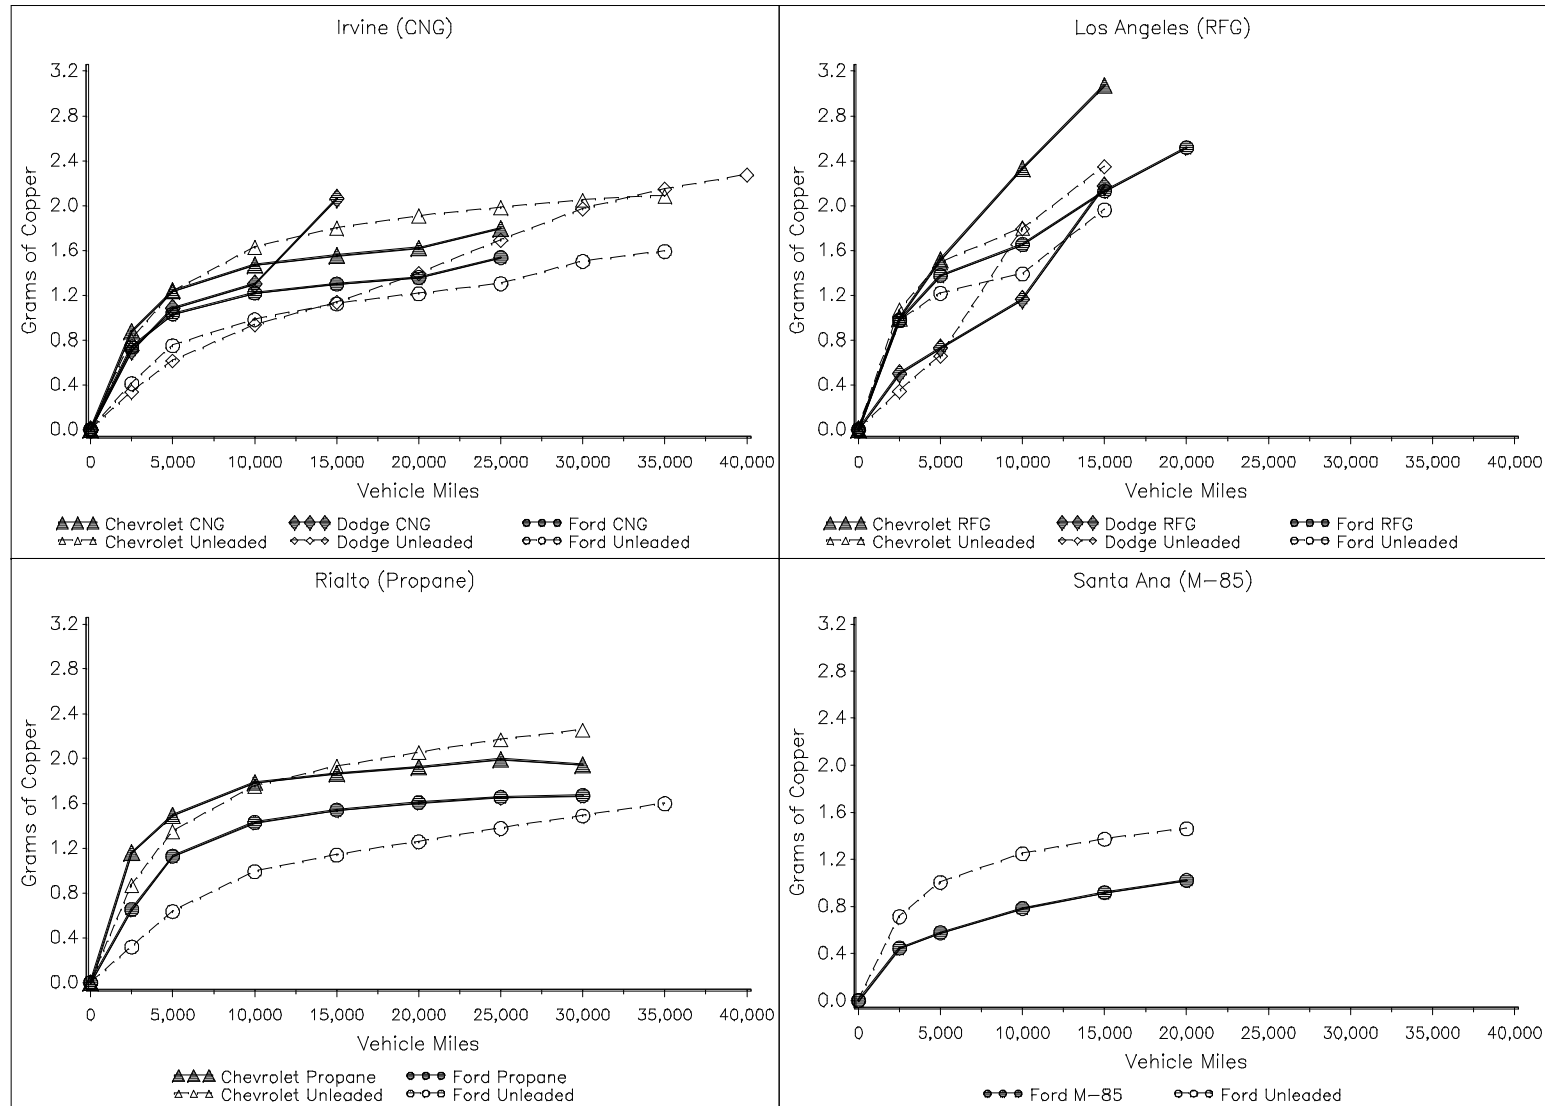 Irvine (CNG)
Grams of Copper
3.2
2.8
2.4
2.0
1.6
1.2
0.8
0.4
0.0
0 5,000 10,000 15,000 20,000 25,000 30,000 35,000 40,000
Vehicle Miles
Chevrolet CNG Dodge CNG Ford CNG
Chevrolet Unleaded Dodge Unleaded Ford Unleaded
Los Angeles (RFG)
Grams of Copper
3.2
2.8
2.4
2.0
1.6
1.2
0.8
0.4
0.0
0 5,000 10,000 15,000 20,000 25,000 30,000 35,000 40,000
Vehicle Miles
Chevrolet RFG Dodge RFG Ford RFG
Chevrolet Unleaded Dodge Unleaded Ford Unleaded
Rialto (Propane)
Grams of Copper
3.2
2.8
2.4
2.0
1.6
1.2
0.8
0.4
0.0
0 5,000 10,000 15,000 20,000 25,000 30,000 35,000 40,000
Vehicle Miles
Chevrolet Propane Ford Propane
Chevrolet Unleaded Ford Unleaded
Santa Ana (M-85)
Grams of Copper
3.2
2.8
2.4
2.0
1.6
1.2
0.8
0.4
0.0
0 5,000 10,000 15,000 20,000 25,000 30,000 35,000 40,000
Vehicle Miles
Ford M-85 Ford Unleaded